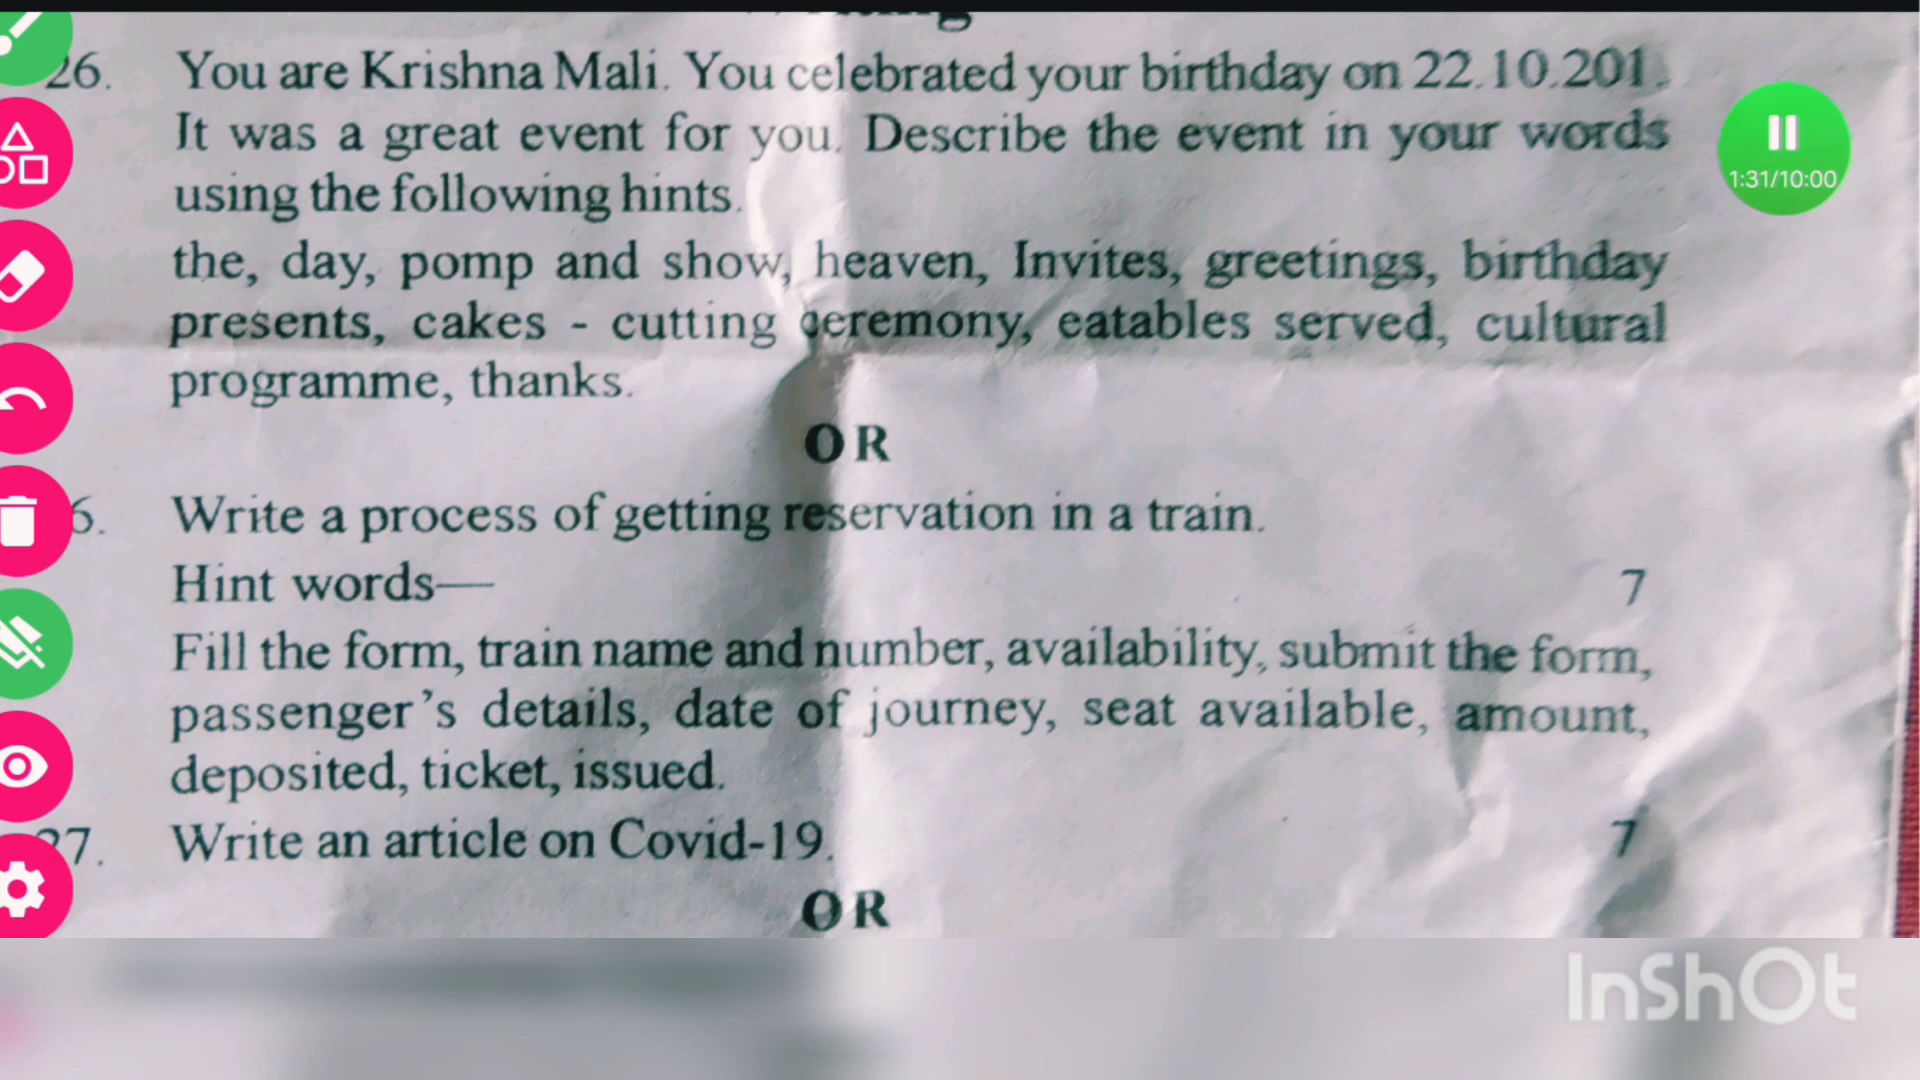 26. You are Krishna Mali. You celebrated your birthday on 22.10.201.
It was a great event for you. Describe the event in your words
using the following hints.
the, day, pomp and show, heaven, Invites, greetings, birthday
presents, cakes - cutting ceremony, eatables served, cultural
programme, thanks.
OR
6. Write a process of getting reservation in a train.
Hint words— 7
Fill the form, train name and number, availability, submit the form,
passenger's details, date of journey, seat available, amount,
deposited, ticket, issued.
27. Write an article on Covid-19. 7
OR
1:31/10:00
InShOt